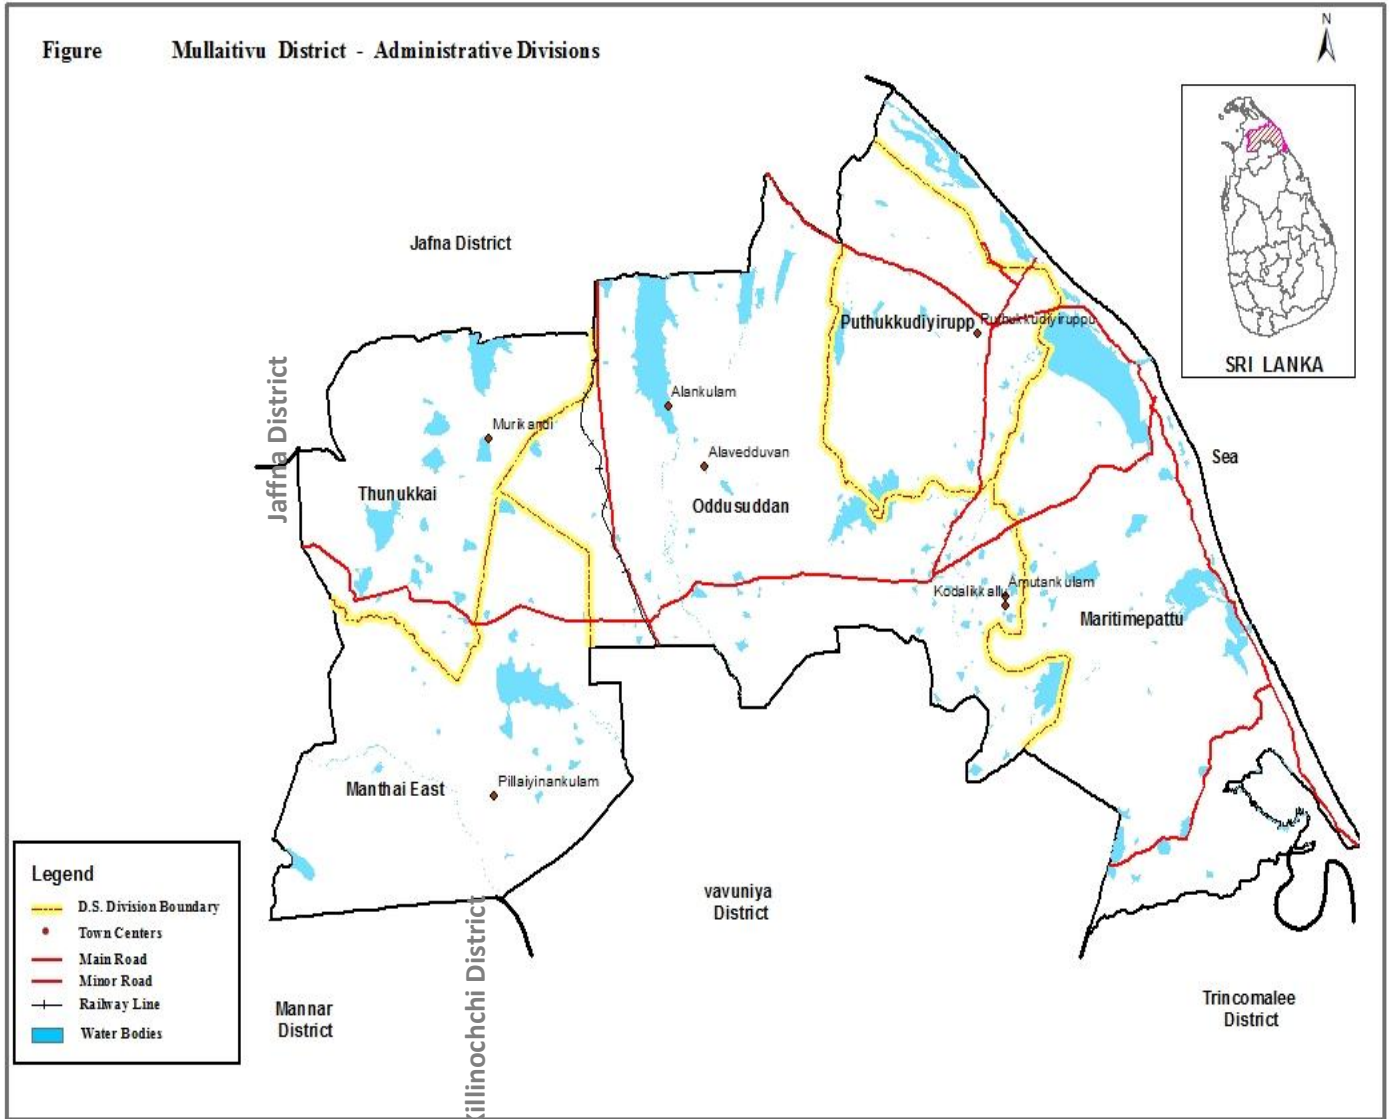 N
Figure Mullaitivu District - Administrative Divisions
SRI LANKA
Jafna District
Jaffna District
Puthukkudiyirupp
Puthukkudiyiruppu
Alankulam
Murikandi
Alavedduvan
Sea
Thunukkai
Oddusuddan
Amutankulam
Kodalikkallu
Maritimepattu
Pillaiyinankulam
Manthai East
Legend
D.S. Division Boundary
Town Centers
Main Road
Minor Road
Railway Line
Water Bodies
vavuniya
District
Killinochchi District
Mannar
District
Trincomalee
District